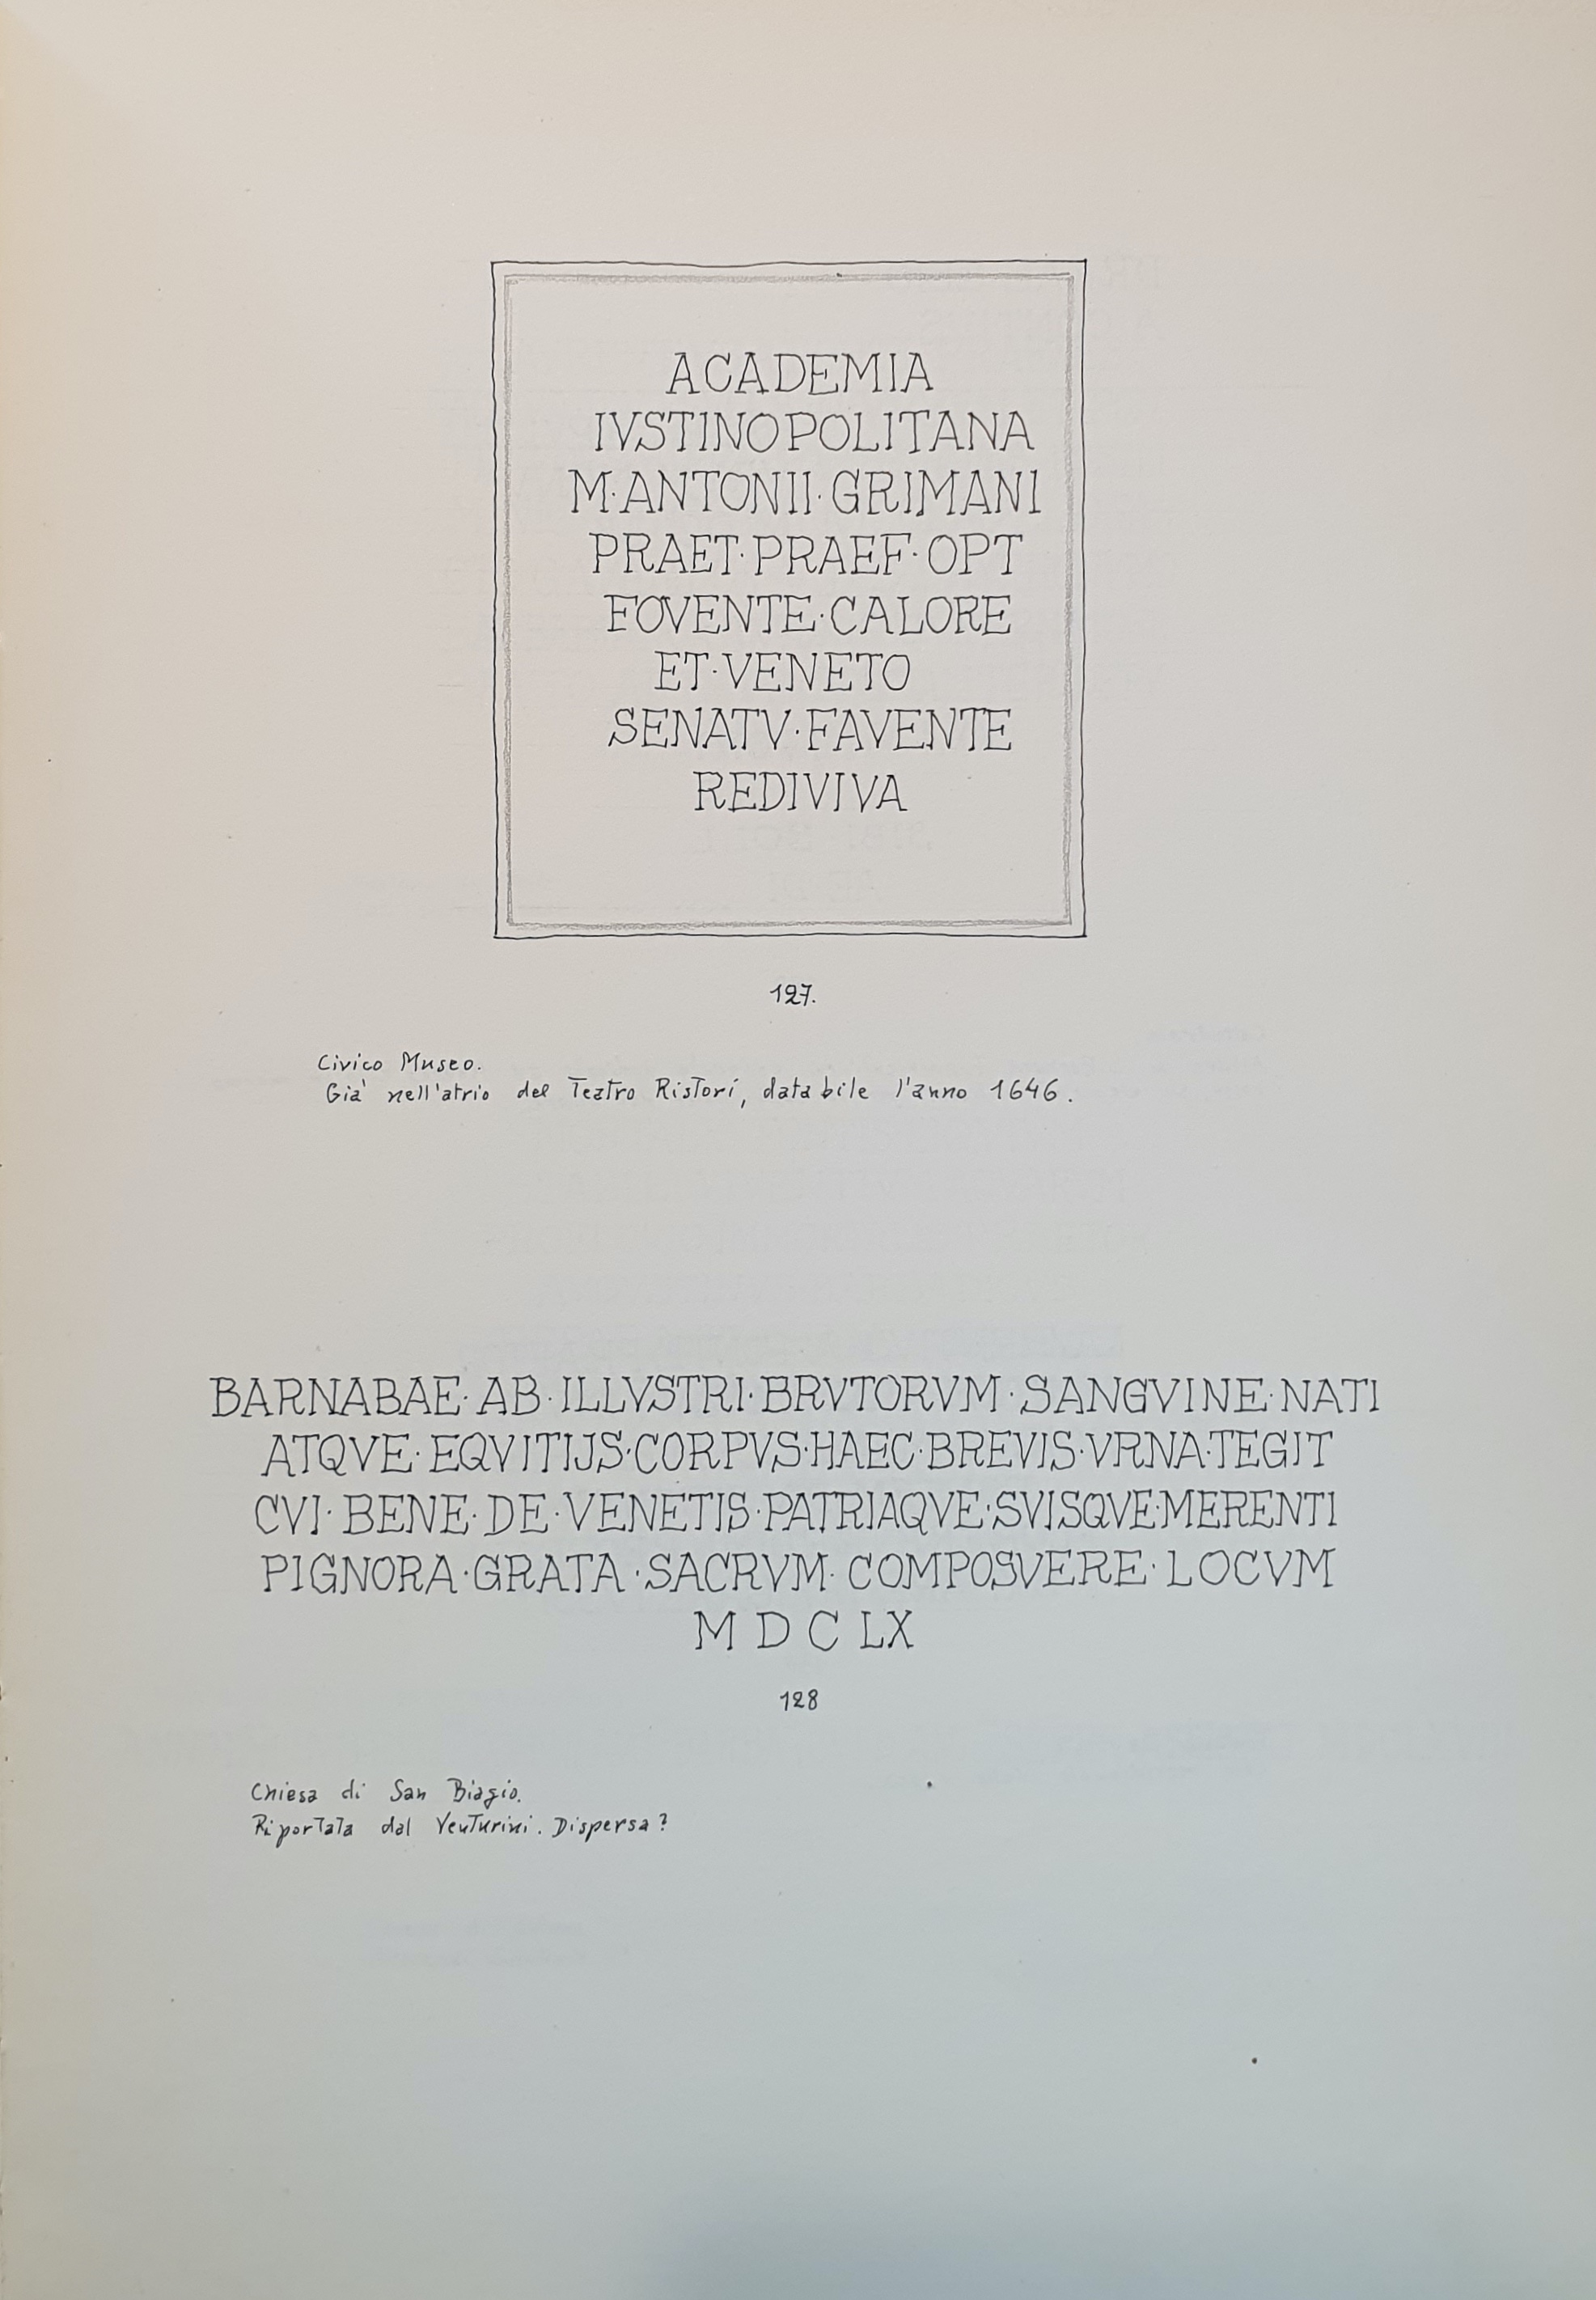 ACADEMIA
IVSTINOPOLITANA
M·ANTONII·GRIMANI
PRAET·PRAEF·OPT
FOVENTE·CALORE
ET·VENETO
SENATV·FAVENTE
REDIVIVA
127.
Civico Museo.
Già nell'atrio del Teatro Ristori, databile l'anno 1646.
BARNABAE·AB·ILLVSTRI·BRVTORVM·SANGVINE·NATI
ATQVE·EQVITIJS·CORPVS·HAEC·BREVIS·VRNA·TEGIT
CVI·BENE·DE·VENETIS·PATRIAQVE·SVISQVE·MERENTI
PIGNORA·GRATA·SACRVM·COMPOSVERE·LOCVM
M D C LX
128
Chiesa di San Biagio.
Riportata dal Venturini. Dispersa?